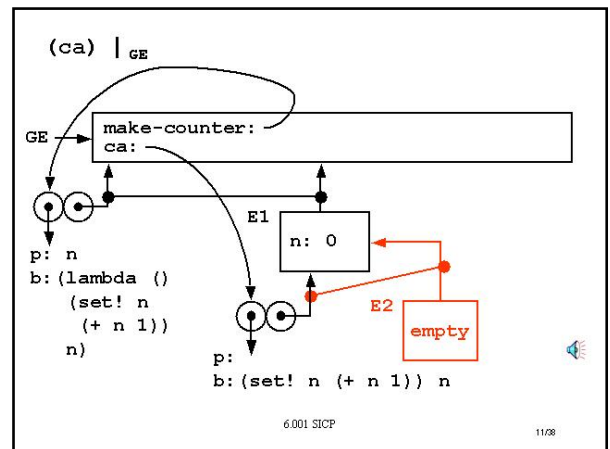 (ca) | GE
make-counter:
GE
ca:
E1
n: 0
p: n
b:(lambda ()
(set! n
(+ n 1))
n)
E2
empty
p:
b:(set! n (+ n 1)) n
6.001 SICP
11/38